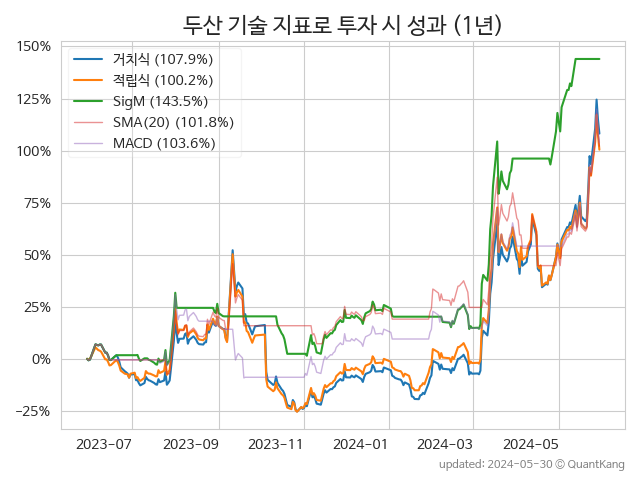 두산 기술 지표로 투자 시 성과 (1년)
150%
125%
100%
75%
50%
25%
0%
−25%
거치식 (107.9%)
적립식 (100.2%)
SigM (143.5%)
SMA(20) (101.8%)
MACD (103.6%)
2023-07
2023-09
2023-11
2024-01
2024-03
2024-05
updated: 2024-05-30 © QuantKang